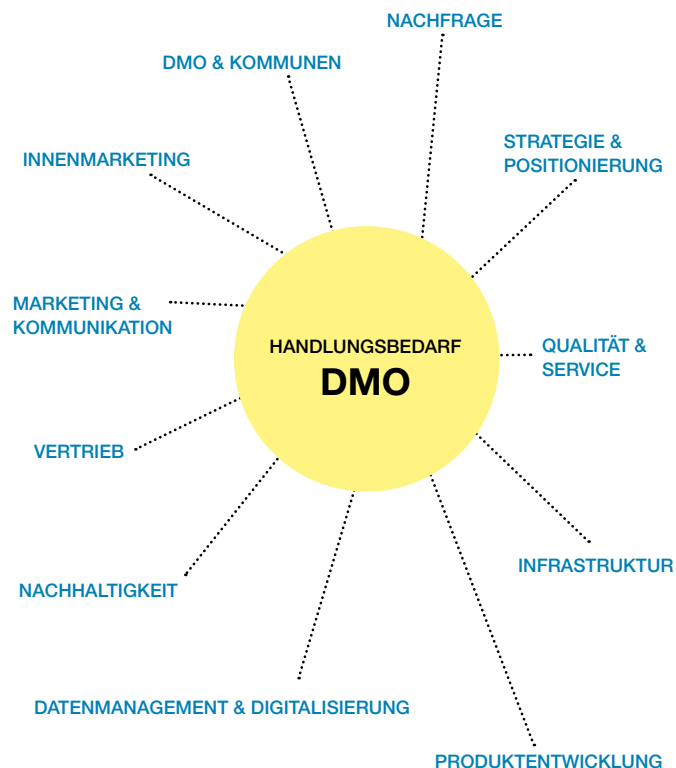 NACHFRAGE
DMO & KOMMUNEN
STRATEGIE &
POSITIONIERUNG
INNENMARKETING
MARKETING &
KOMMUNIKATION
HANDLUNGSBEDARF
DMO
QUALITÄT &
SERVICE
VERTRIEB
INFRASTRUKTUR
NACHHALTIGKEIT
DATENMANAGEMENT & DIGITALISIERUNG
PRODUKTENTWICKLUNG